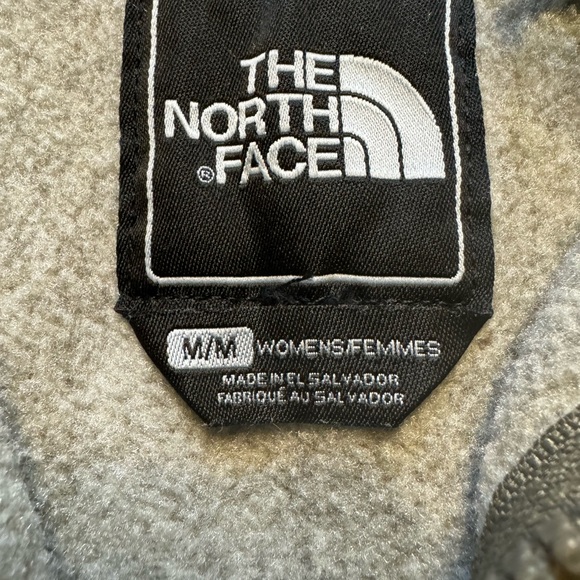 THE
NORTH
® FACE
M/M WOMENS/FEMMES
MADE IN EL SALVADOR
FABRIQUÉ AU SALVADOR